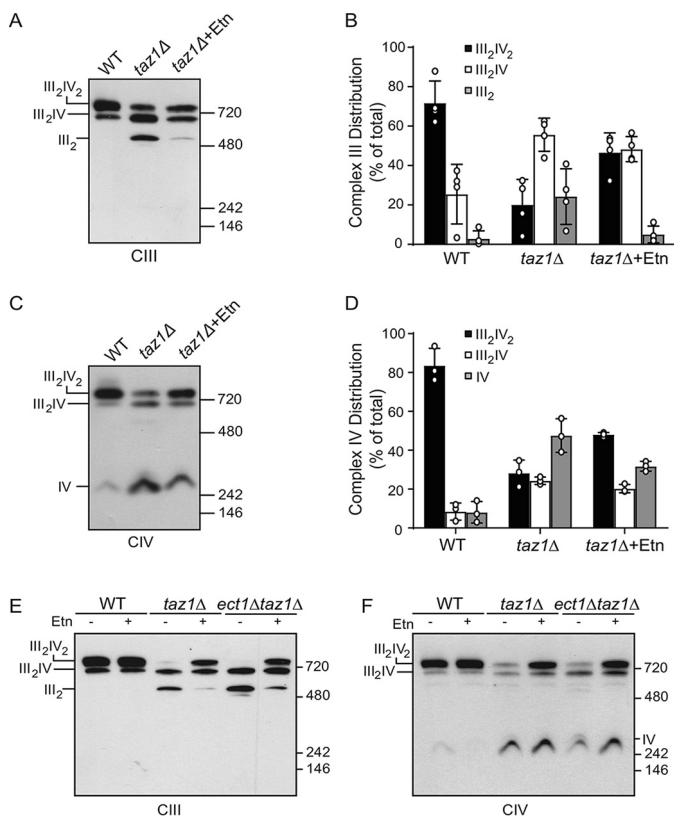 A
WT
taz1Δ
taz1Δ+Etn
III2IV2
III2IV
III2
720
480
242
146
CIII
B
Complex III Distribution
(% of total)
100
80
60
40
20
0
III2IV2
III2IV
III2
WT
taz1Δ
taz1Δ+Etn
C
WT
taz1Δ
taz1Δ+Etn
III2IV2
III2IV
IV
720
480
242
146
CIV
D
Complex IV Distribution
(% of total)
100
80
60
40
20
0
III2IV2
III2IV
IV
WT
taz1Δ
taz1Δ+Etn
E
WT taz1Δ ect1Δtaz1Δ
Etn - + - + - +
III2IV2
III2IV
III2
720
480
242
146
CIII
F
WT taz1Δ ect1Δtaz1Δ
Etn - + - + - +
III2IV2
III2IV
720
480
IV
242
146
CIV